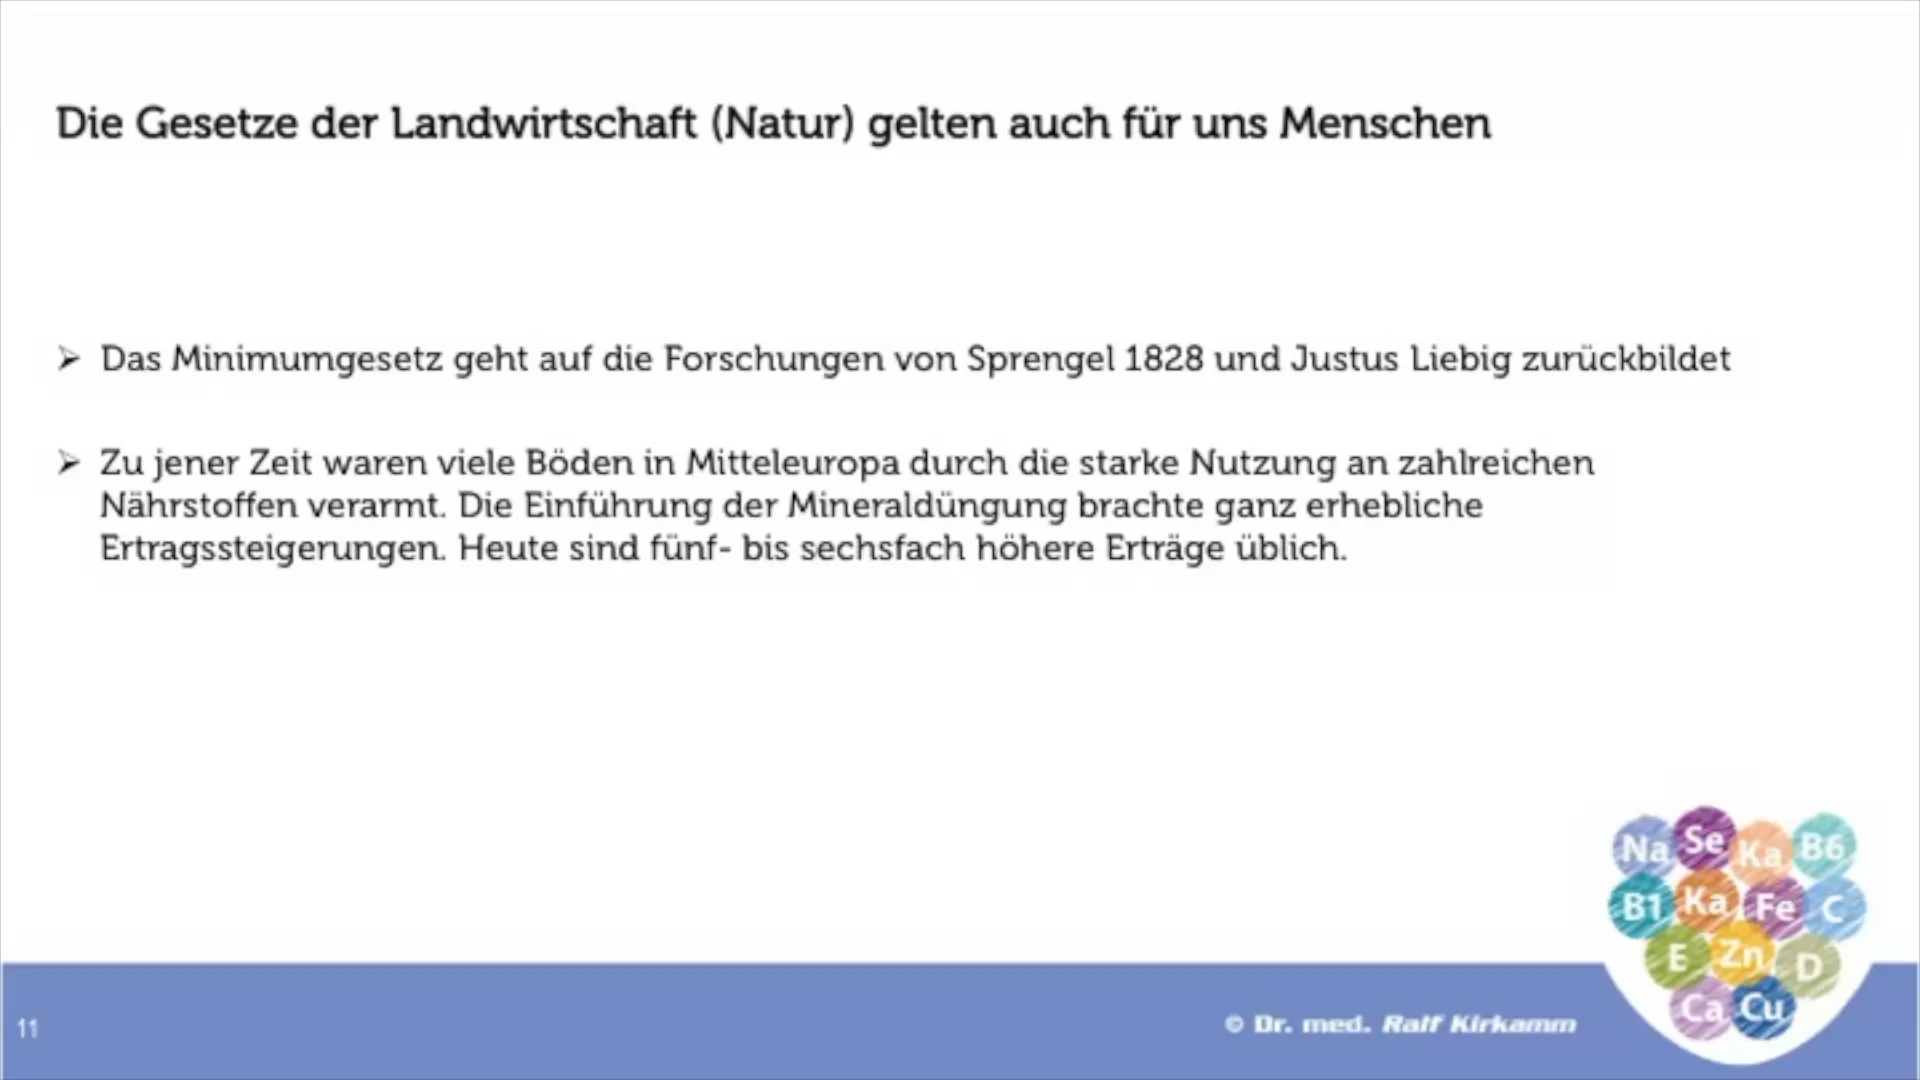 Die Gesetze der Landwirtschaft (Natur) gelten auch für uns Menschen
➢ Das Minimumgesetz geht auf die Forschungen von Sprengel 1828 und Justus Liebig zurückbildet
➢ Zu jener Zeit waren viele Böden in Mitteleuropa durch die starke Nutzung an zahlreichen
Nährstoffen verarmt. Die Einführung der Mineraldüngung brachte ganz erhebliche
Ertragssteigerungen. Heute sind fünf- bis sechsfach höhere Erträge üblich.
Na Se Ka B6
B1 Ka Fe C
E Zn D
Ca Cu
11
© Dr. med. Ralf Kirkamm